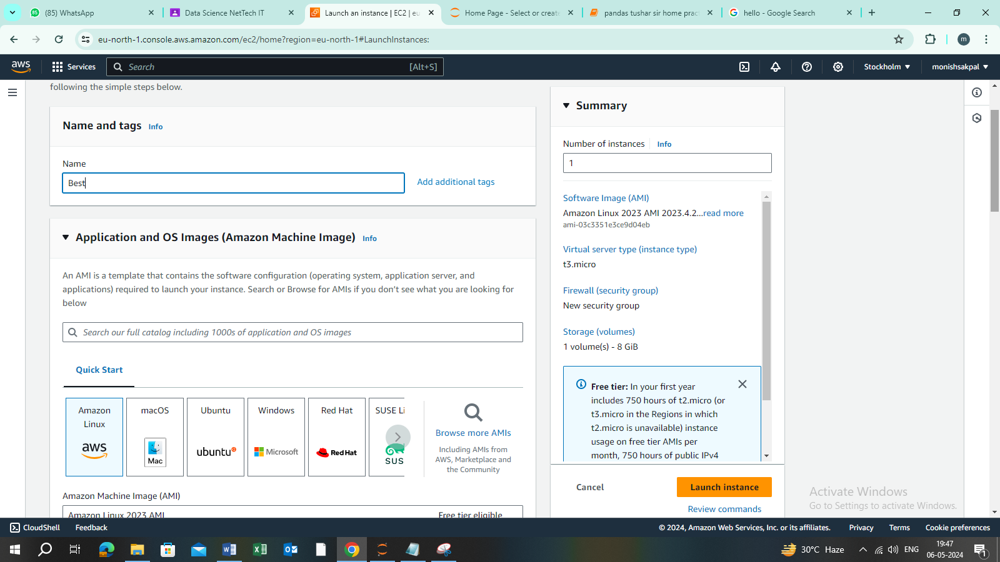 (85) WhatsApp
Data Science NetTech IT
Launch an instance | EC2 | eu
Home Page - Select or create
pandas tushar sir home prac
hello - Google Search
eu-north-1.console.aws.amazon.com/ec2/home?region=eu-north-1#LaunchInstances:
m
aws
Services
Search
[Alt+S]
Stockholm
monishsakpal
following the simple steps below.
Name and tags Info
Name
Best
Add additional tags
Application and OS Images (Amazon Machine Image) Info
An AMI is a template that contains the software configuration (operating system, application server, and
applications) required to launch your instance. Search or Browse for AMIs if you don’t see what you are looking for
below
Search our full catalog including 1000s of application and OS images
Quick Start
Amazon
Linux
aws
macOS
Mac
Ubuntu
ubuntu
Windows
Microsoft
Red Hat
Red Hat
SUSE Li
SUS
Browse more AMIs
Including AMIs from
AWS, Marketplace and
the Community
Amazon Machine Image (AMI)
Amazon Linux 2023 AMI
Free tier eligible
Summary
Number of instances Info
1
Software Image (AMI)
Amazon Linux 2023 AMI 2023.4.2...read more
ami-03c3351e3ce9d04eb
Virtual server type (instance type)
t3.micro
Firewall (security group)
New security group
Storage (volumes)
1 volume(s) - 8 GiB
Free tier: In your first year
includes 750 hours of t2.micro (or
t3.micro in the Regions in which
t2.micro is unavailable) instance
usage on free tier AMIs per
month, 750 hours of public IPv4
Cancel
Launch instance
Review commands
Activate Windows
Go to Settings to activate Windows.
CloudShell
Feedback
© 2024, Amazon Web Services, Inc. or its affiliates.
Privacy
Terms
Cookie preferences
30°C Haze
ENG
19:47
06-05-2024
1